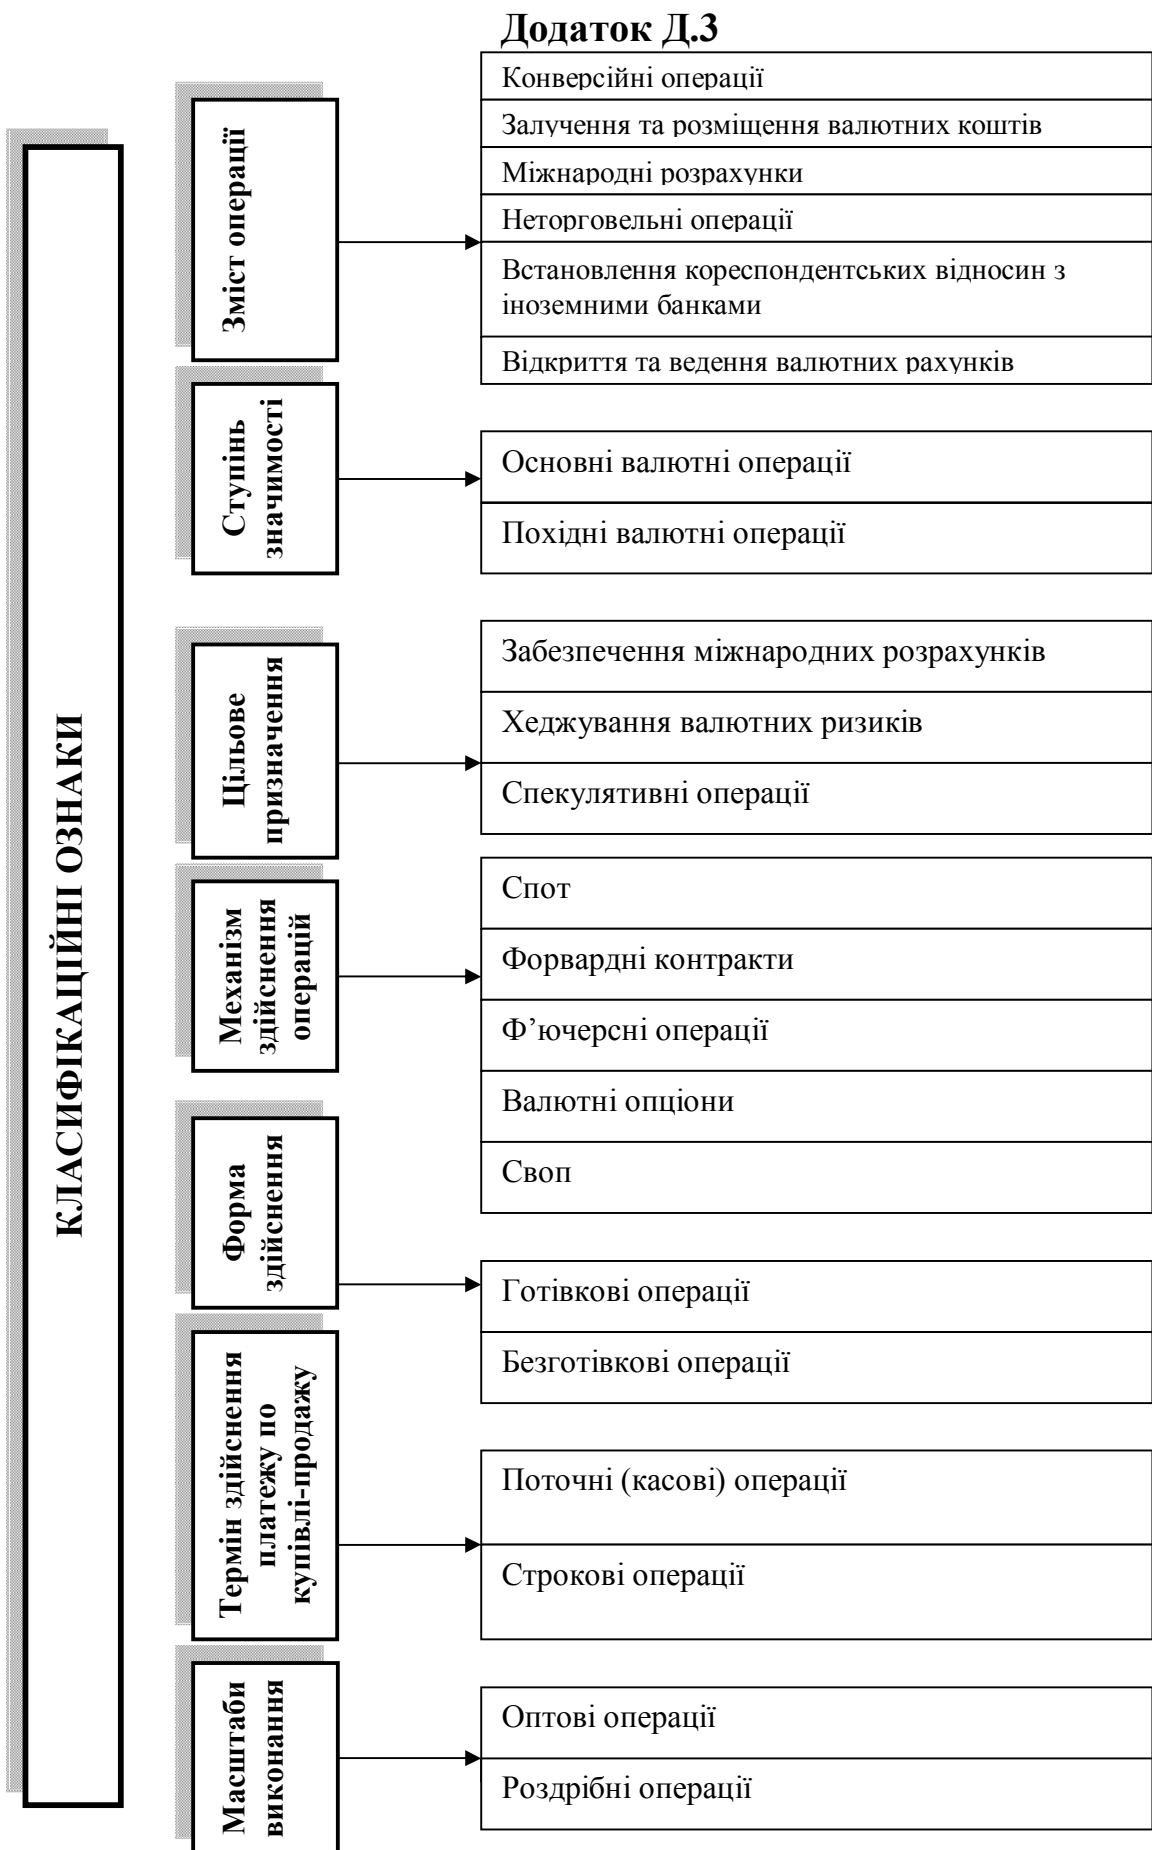 Додаток Д.3
КЛАСИФІКАЦІЙНІ ОЗНАКИ
Зміст операції
Конверсійні операції
Залучення та розміщення валютних коштів
Міжнародні розрахунки
Неторговельні операції
Встановлення кореспондентських відносин з
іноземними банками
Відкриття та ведення валютних рахунків
Ступінь
значимості
Основні валютні операції
Похідні валютні операції
Цільове
призначення
Забезпечення міжнародних розрахунків
Хеджування валютних ризиків
Спекулятивні операції
Механізм
здійснення
операцій
Спот
Форвардні контракти
Ф’ючерсні операції
Валютні опціони
Своп
Форма
здійснення
Готівкові операції
Безготівкові операції
Термін здійснення
платежу по
купівлі-продажу
Поточні (касові) операції
Строкові операції
Масштаби
виконання
Оптові операції
Роздрібні операції